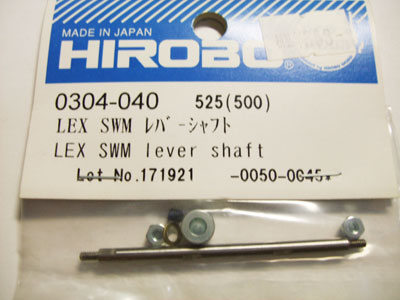 MADE IN JAPAN
HIROBO
0304-040 525(500)
LEX SWM レバーシャフト
LEX SWM lever shaft
Lot No.171921 -0050-0645*